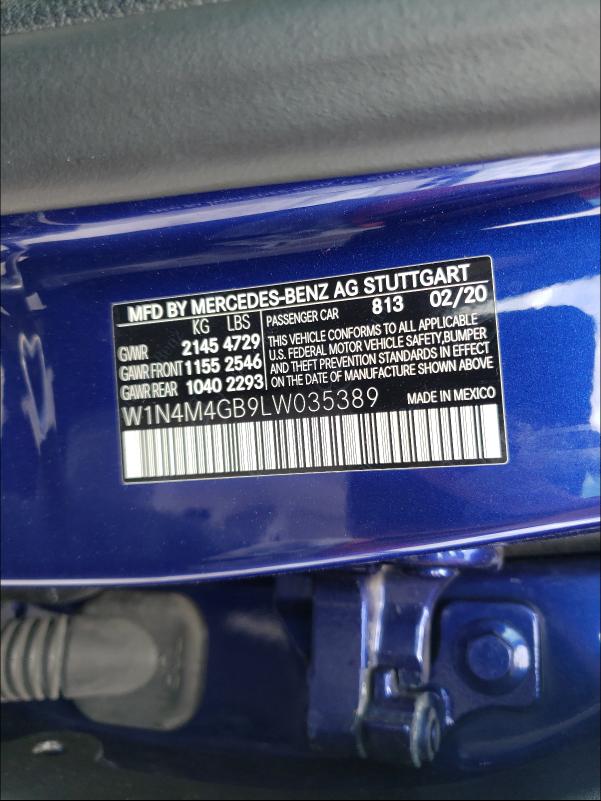 MFD BY MERCEDES-BENZ AG STUTTGART
KG LBS
GVWR 2145 4729
GAWR FRONT 1155 2546
GAWR REAR 1040 2293
PASSENGER CAR 813 02/20
THIS VEHICLE CONFORMS TO ALL APPLICABLE
U.S. FEDERAL MOTOR VEHICLE SAFETY,BUMPER
AND THEFT PREVENTION STANDARDS IN EFFECT
ON THE DATE OF MANUFACTURE SHOWN ABOVE
W1N4M4GB9LW035389 MADE IN MEXICO